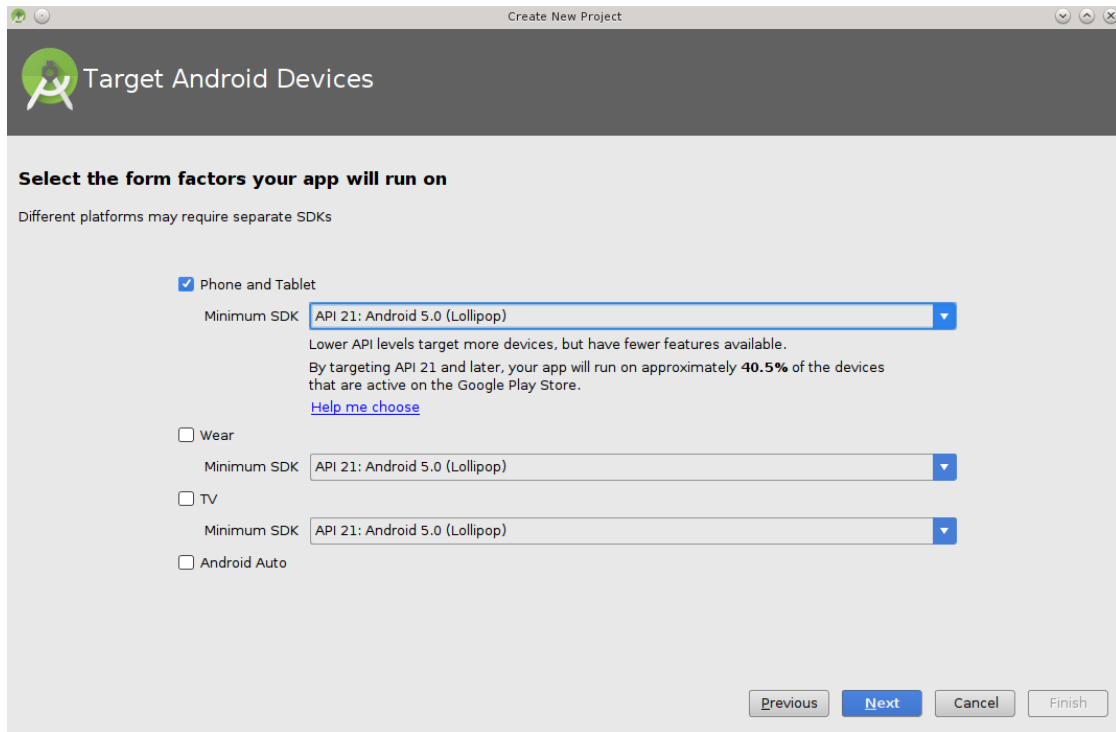 Create New Project
Target Android Devices
Select the form factors your app will run on
Different platforms may require separate SDKs
Phone and Tablet
Minimum SDK API 21: Android 5.0 (Lollipop)
Lower API levels target more devices, but have fewer features available.
By targeting API 21 and later, your app will run on approximately 40.5% of the devices
that are active on the Google Play Store.
Help me choose
Wear
Minimum SDK API 21: Android 5.0 (Lollipop)
TV
Minimum SDK API 21: Android 5.0 (Lollipop)
Android Auto
Previous Next Cancel Finish